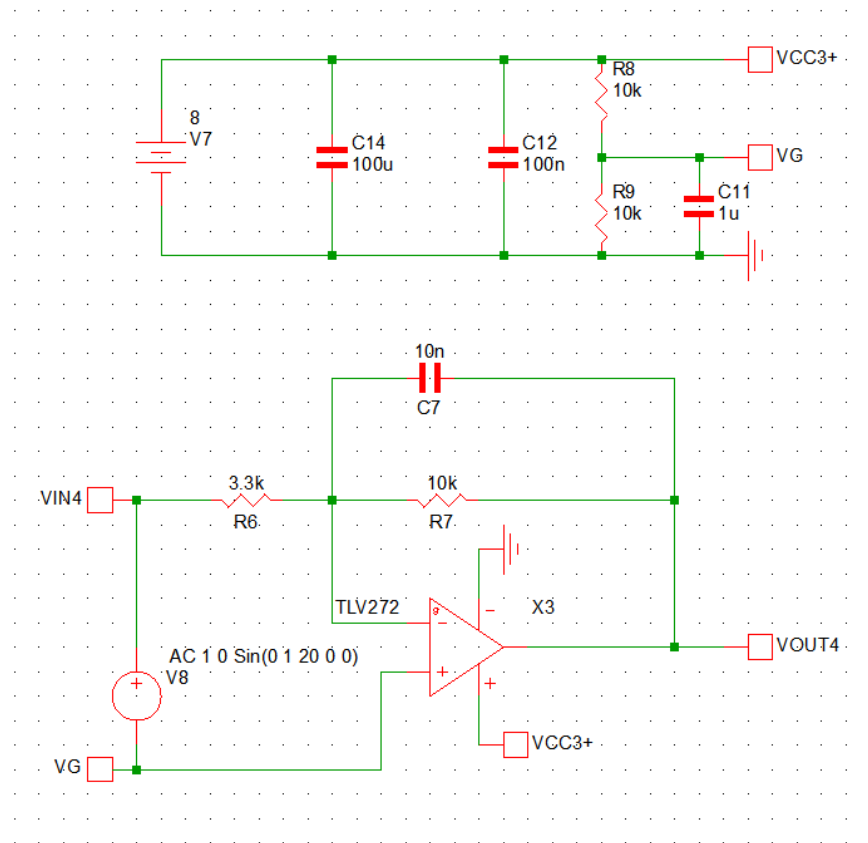 VCC3+
R8
10k
8
V7
C14
100u
C12
100n
VG
R9
10k
C11
1u
10n
C7
3.3k
10k
VIN4
R6
R7
TLV272
X3
-
-
+
+
AC 1 0 Sin(0 1 20 0 0)
V8
+
VOUT4
VCC3+
VG